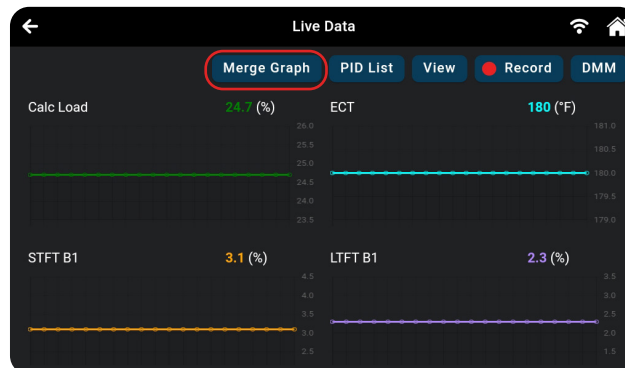 Live Data
Merge Graph PID List View Record DMM
Calc Load 24.7 (%) ECT 180 (°F)
26.0 181.0
25.5 180.5
25.0 180.0
24.5 179.5
24.0 179.0
23.5
STFT B1 3.1 (%) LTFT B1 2.3 (%)
4.5 3.5
4.0 3.0
3.5 2.5
3.0 2.0
2.5 1.5